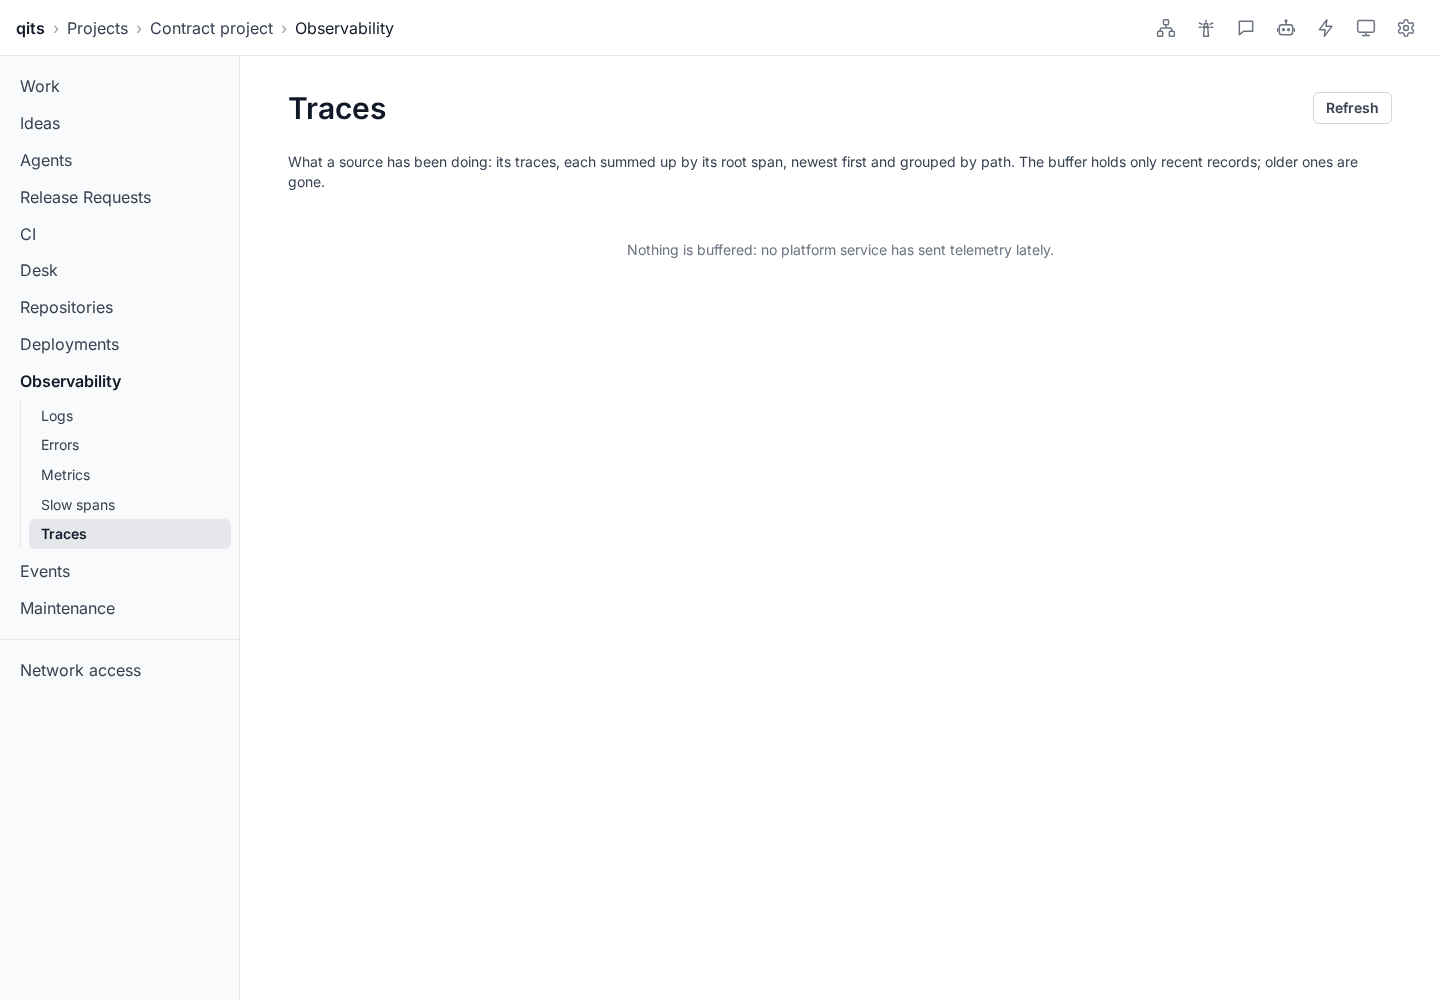 qits › Projects › Contract project › Observability
Work
Ideas
Agents
Release Requests
CI
Desk
Repositories
Deployments
Observability
Logs
Errors
Metrics
Slow spans
Traces
Events
Maintenance
Network access
Traces
Refresh
What a source has been doing: its traces, each summed up by its root span, newest first and grouped by path. The buffer holds only recent records; older ones are
gone.
Nothing is buffered: no platform service has sent telemetry lately.